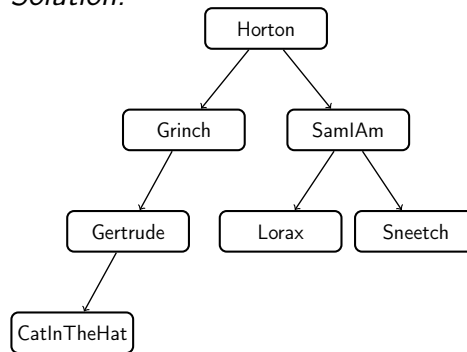 Solution:
Horton
Grinch SamIAm
Gertrude Lorax Sneetch
CatInTheHat